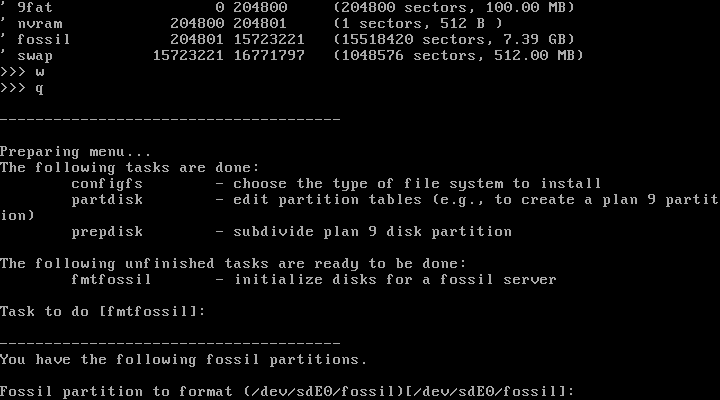 ' 9fat 0 204800 (204800 sectors, 100.00 MB)
' nvram 204800 204801 (1 sectors, 512 B )
' fossil 204801 15723221 (15518420 sectors, 7.39 GB)
' swap 15723221 16771797 (1048576 sectors, 512.00 MB)
>>> w
>>> q
--------------------------------------
Preparing menu...
The following tasks are done:
configfs - choose the type of file system to install
partdisk - edit partition tables (e.g., to create a plan 9 partit
ion)
prepdisk - subdivide plan 9 disk partition
The following unfinished tasks are ready to be done:
fmtfossil - initialize disks for a fossil server
Task to do [fmtfossil]:
--------------------------------------
You have the following fossil partitions.
Fossil partition to format (/dev/sdE0/fossil)[/dev/sdE0/fossil]: